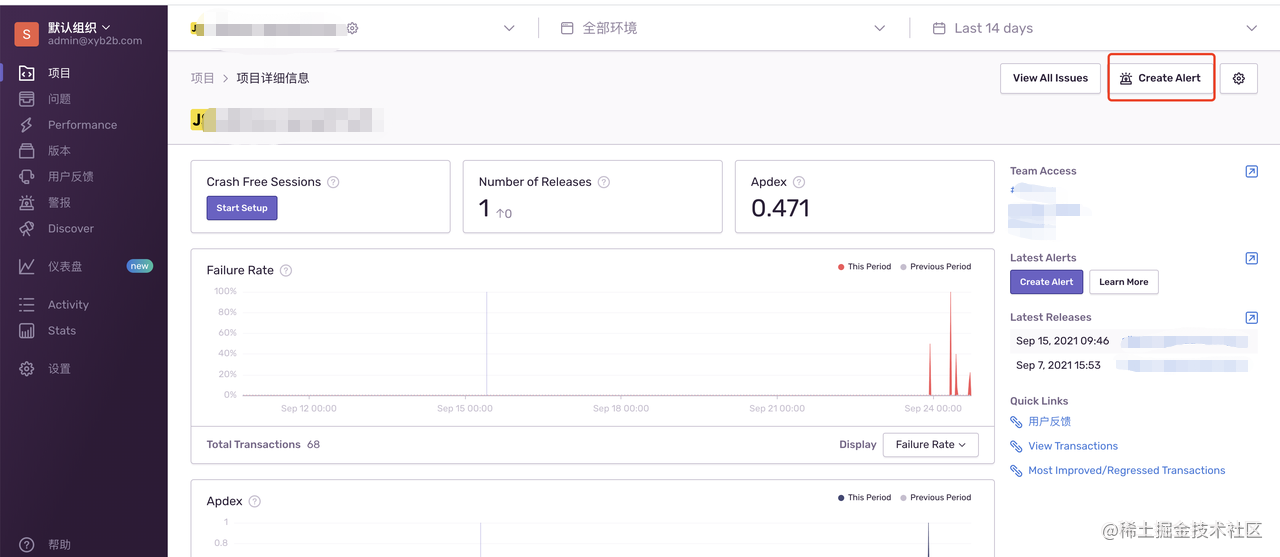 S
默认组织
admin@xyb2b.com
项目
问题
Performance
版本
用户反馈
警报
Discover
仪表盘 new
Activity
Stats
设置
帮助
全部环境
Last 14 days
项目 > 项目详细信息
View All Issues
Create Alert
Crash Free Sessions
Start Setup
Number of Releases
1 ↑0
Apdex
0.471
Failure Rate
This Period Previous Period
100%
80%
60%
40%
20%
0%
Sep 12 00:00 Sep 15 00:00 Sep 18 00:00 Sep 21 00:00 Sep 24 00:00
Total Transactions 68
Display Failure Rate
Apdex
This Period Previous Period
1
0.8
Team Access
Latest Alerts
Create Alert Learn More
Latest Releases
Sep 15, 2021 09:46
Sep 7, 2021 15:53
Quick Links
用户反馈
View Transactions
Most Improved/Regressed Transactions
@稀土掘金技术社区